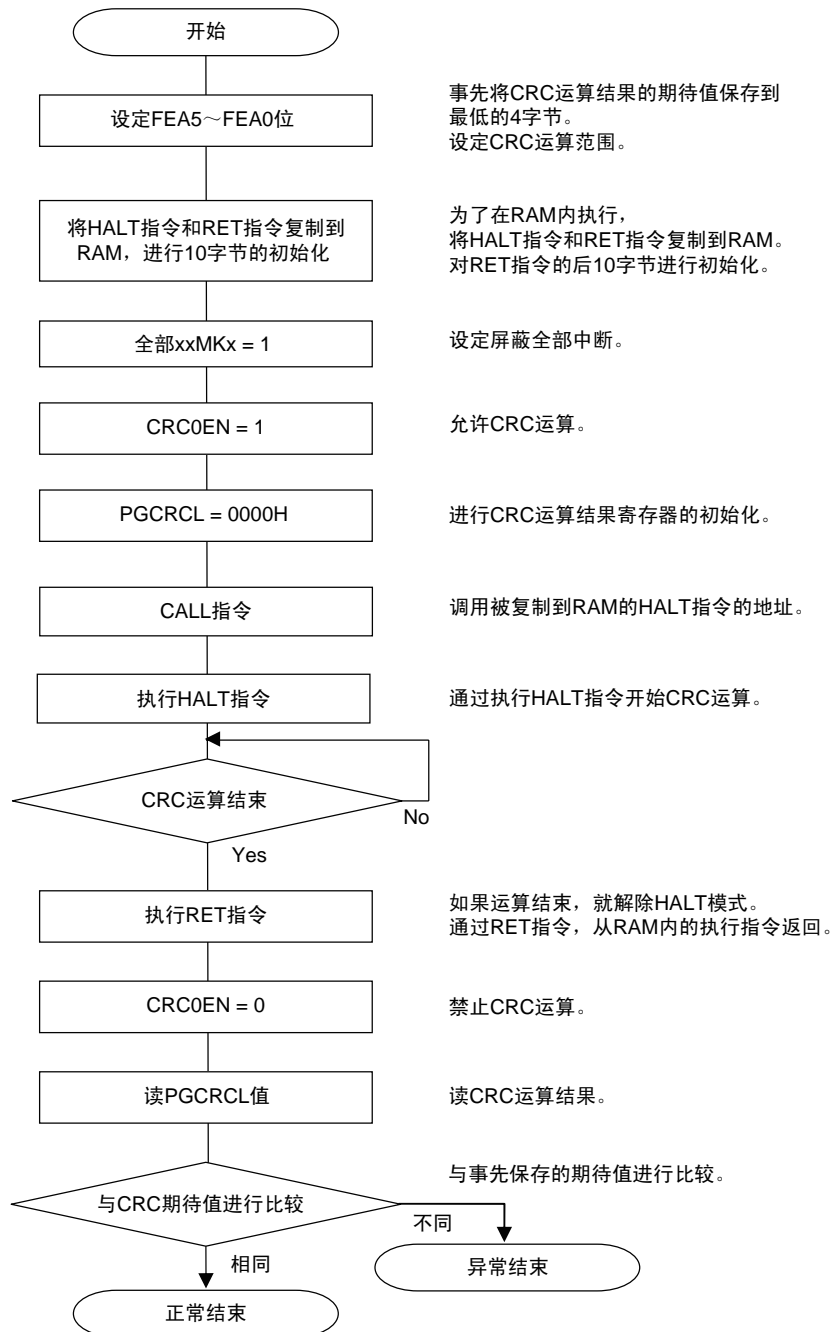 开始
设定FEA5～FEA0位
事先将CRC运算结果的期待值保存到
最低的4字节。
设定CRC运算范围。
将HALT指令和RET指令复制到
RAM，进行10字节的初始化
为了在RAM内执行，
将HALT指令和RET指令复制到RAM。
对RET指令的后10字节进行初始化。
全部xxMKx = 1
设定屏蔽全部中断。
CRC0EN = 1
允许CRC运算。
PGCRCL = 0000H
进行CRC运算结果寄存器的初始化。
CALL指令
调用被复制到RAM的HALT指令的地址。
执行HALT指令
通过执行HALT指令开始CRC运算。
CRC运算结束
No
Yes
执行RET指令
如果运算结束，就解除HALT模式。
通过RET指令，从RAM内的执行指令返回。
CRC0EN = 0
禁止CRC运算。
读PGCRCL值
读CRC运算结果。
与CRC期待值进行比较
与事先保存的期待值进行比较。
不同
相同
异常结束
正常结束